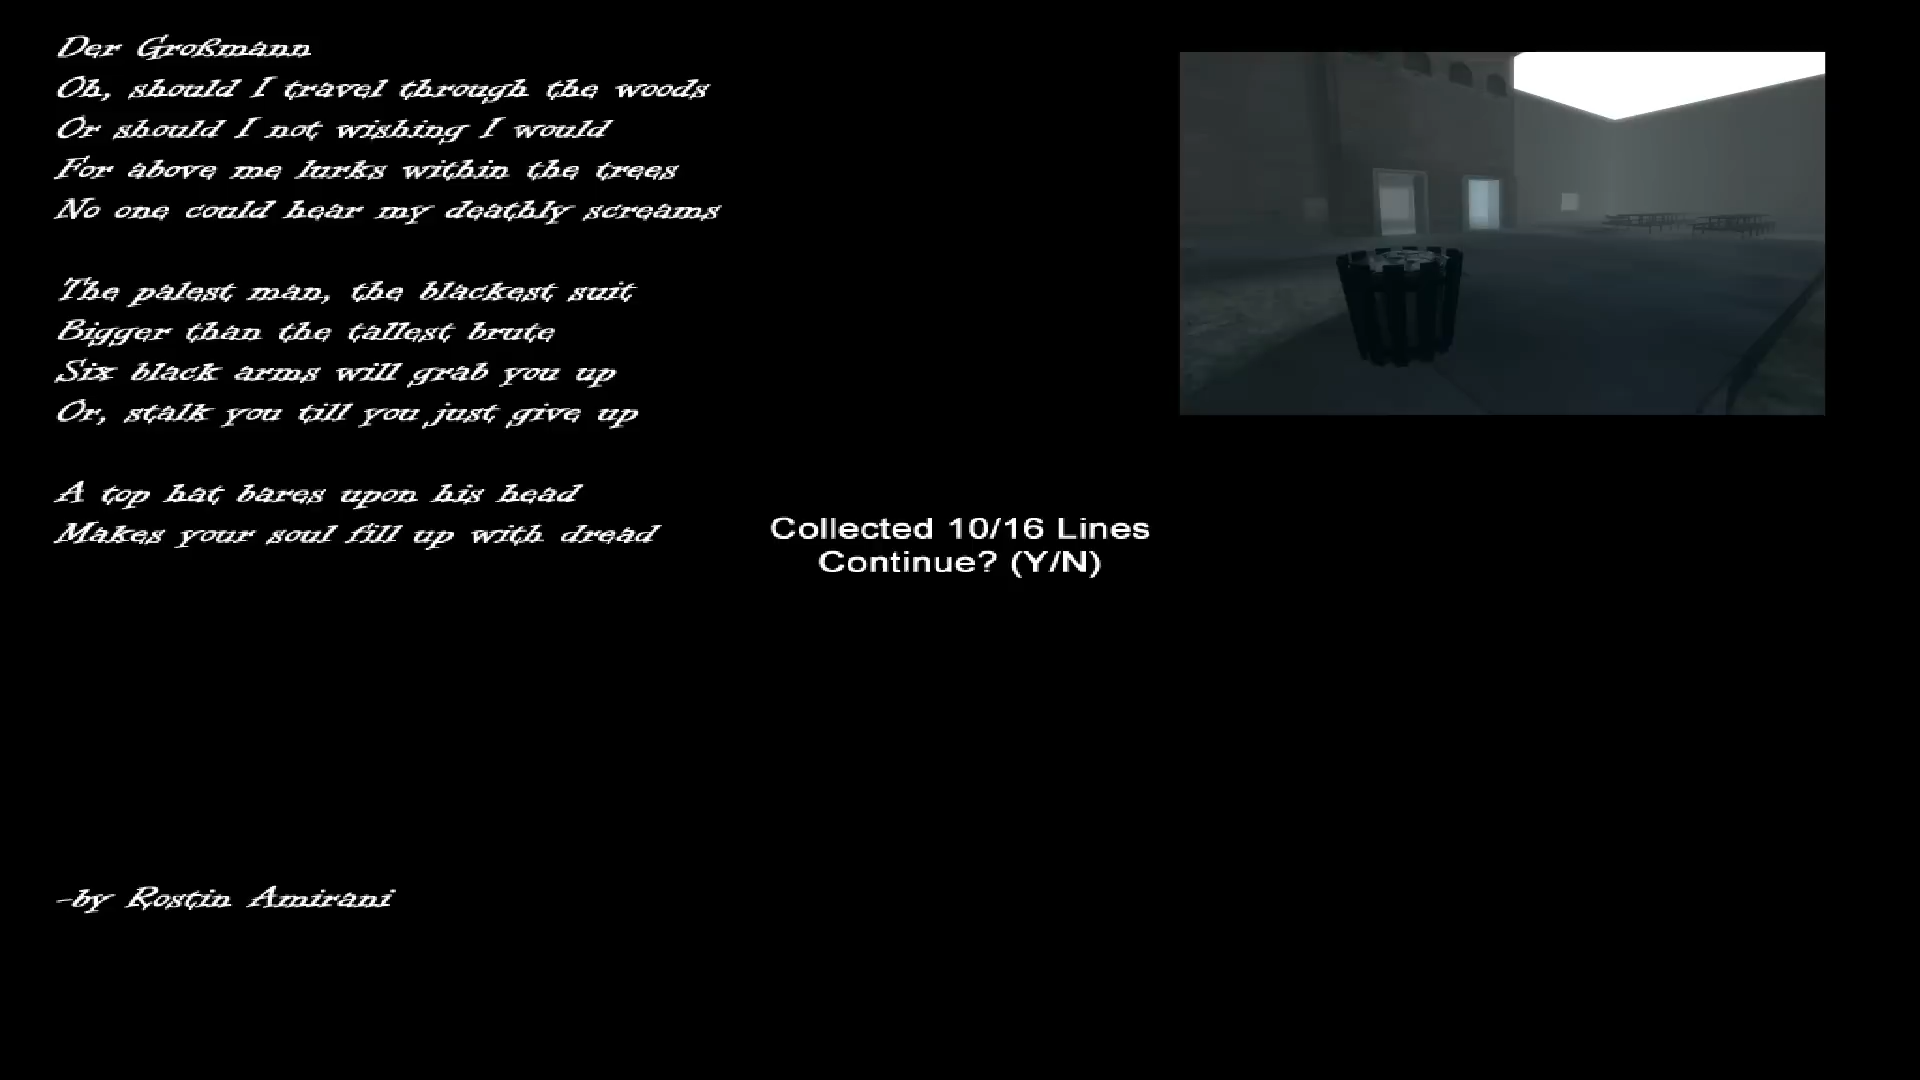 Der Großmann
Oh, should I travel through the woods
Or should I not wishing I would
For above me lurks within the trees
No one could hear my deathly screams
The palest man, the blackest suit
Bigger than the tallest brute
Six black arms will grab you up
Or, stalk you till you just give up
A top hat bares upon his head
Makes your soul fill up with dread
Collected 10/16 Lines
Continue? (Y/N)
-by Rostin Amirani